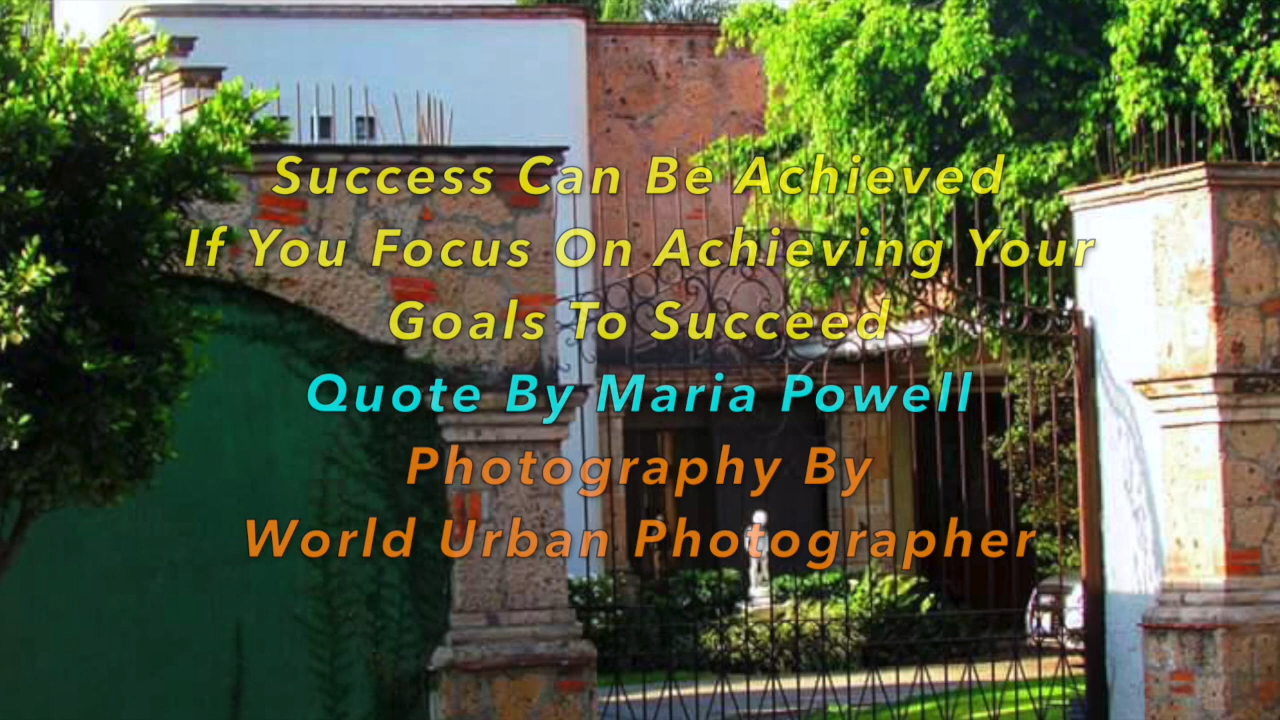 Success Can Be Achieved
If You Focus On Achieving Your
Goals To Succeed
Quote By Maria Powell
Photography By
World Urban Photographer